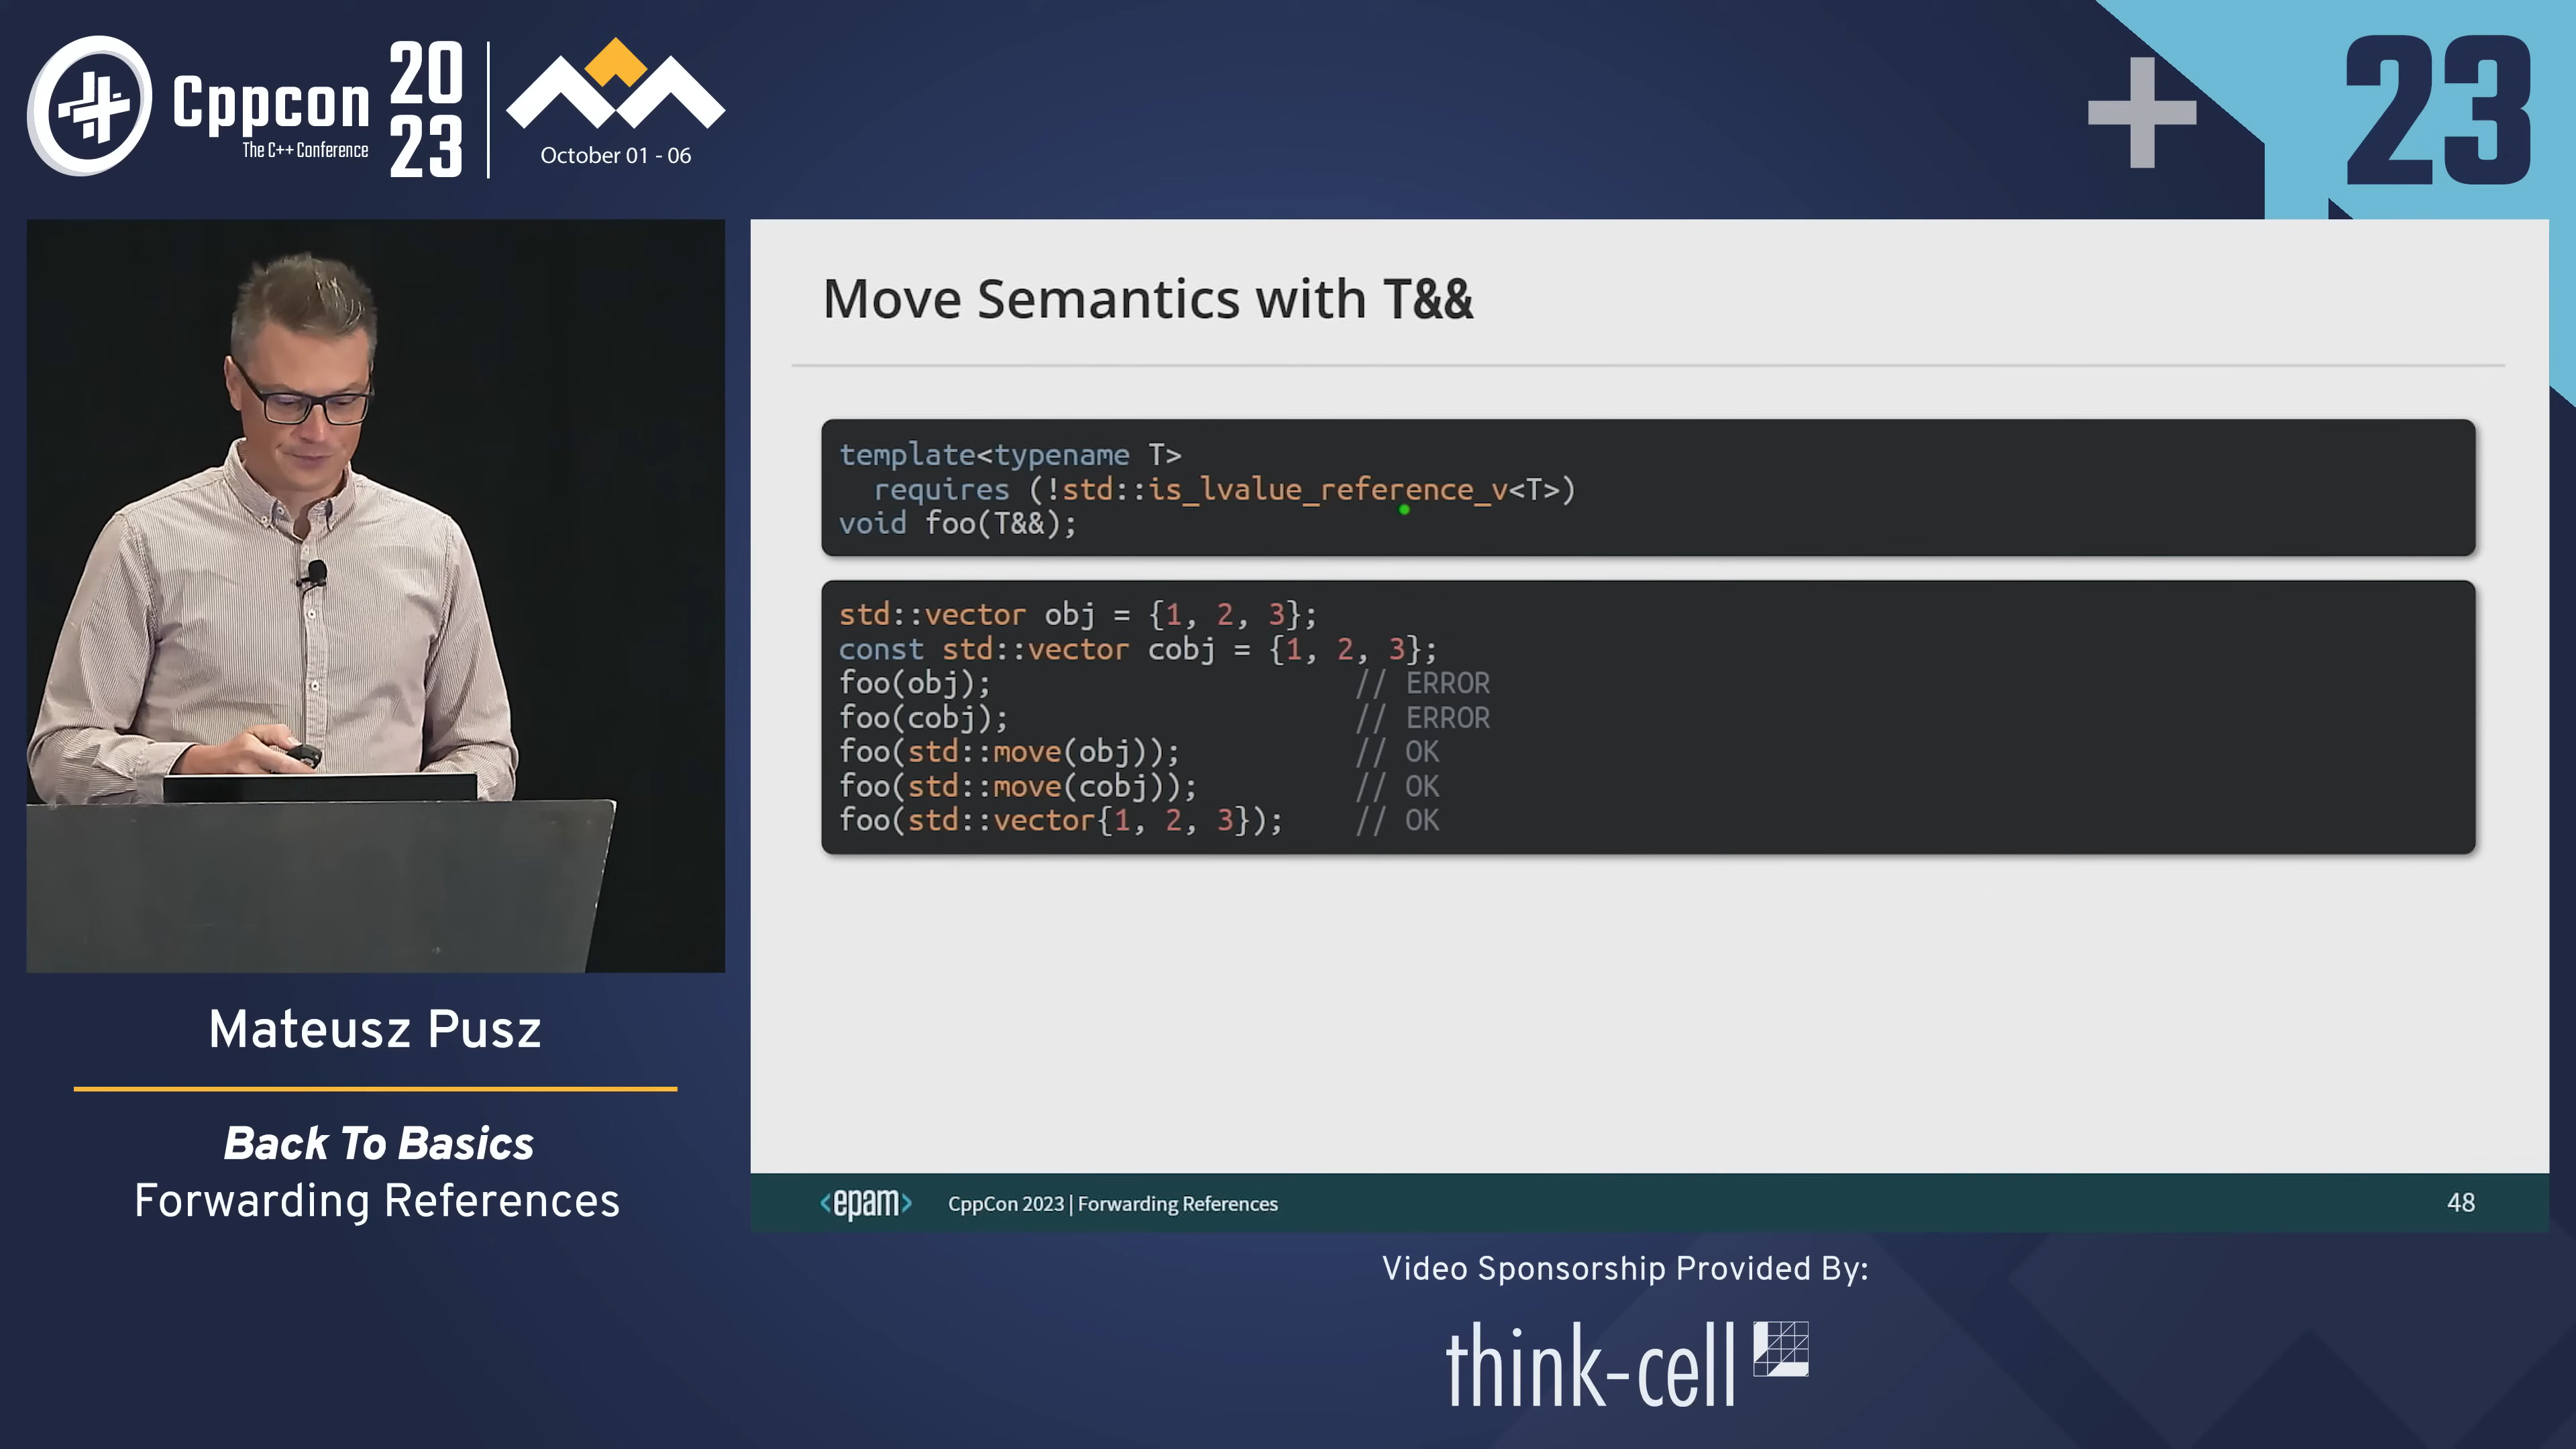 Cppcon
The C++ Conference
20
23
October 01 - 06
23
Move Semantics with T&&
template<typename T>
  requires (!std::is_lvalue_reference_v<T>)
void foo(T&&);
std::vector obj = {1, 2, 3};
const std::vector cobj = {1, 2, 3};
foo(obj);                     // ERROR
foo(cobj);                    // ERROR
foo(std::move(obj));          // OK
foo(std::move(cobj));         // OK
foo(std::vector{1, 2, 3});    // OK
Mateusz Pusz
Back To Basics
Forwarding References
<epam> CppCon 2023 | Forwarding References 48
Video Sponsorship Provided By:
think-cell